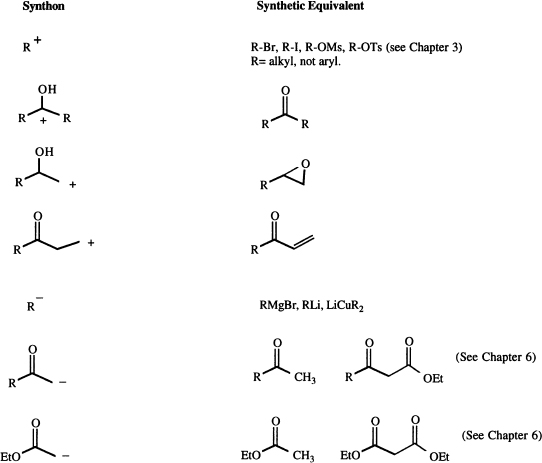 Synthon Synthetic Equivalent
R + R-Br, R-I, R-OMs, R-OTs (see Chapter 3)
R= alkyl, not aryl.
OH O
R + R R R
OH O
R + R
O O
R + R
R – RMgBr, RLi, LiCuR2
O O O O (See Chapter 6)
R – R CH3 R OEt
O O O O (See Chapter 6)
EtO – EtO CH3 EtO OEt